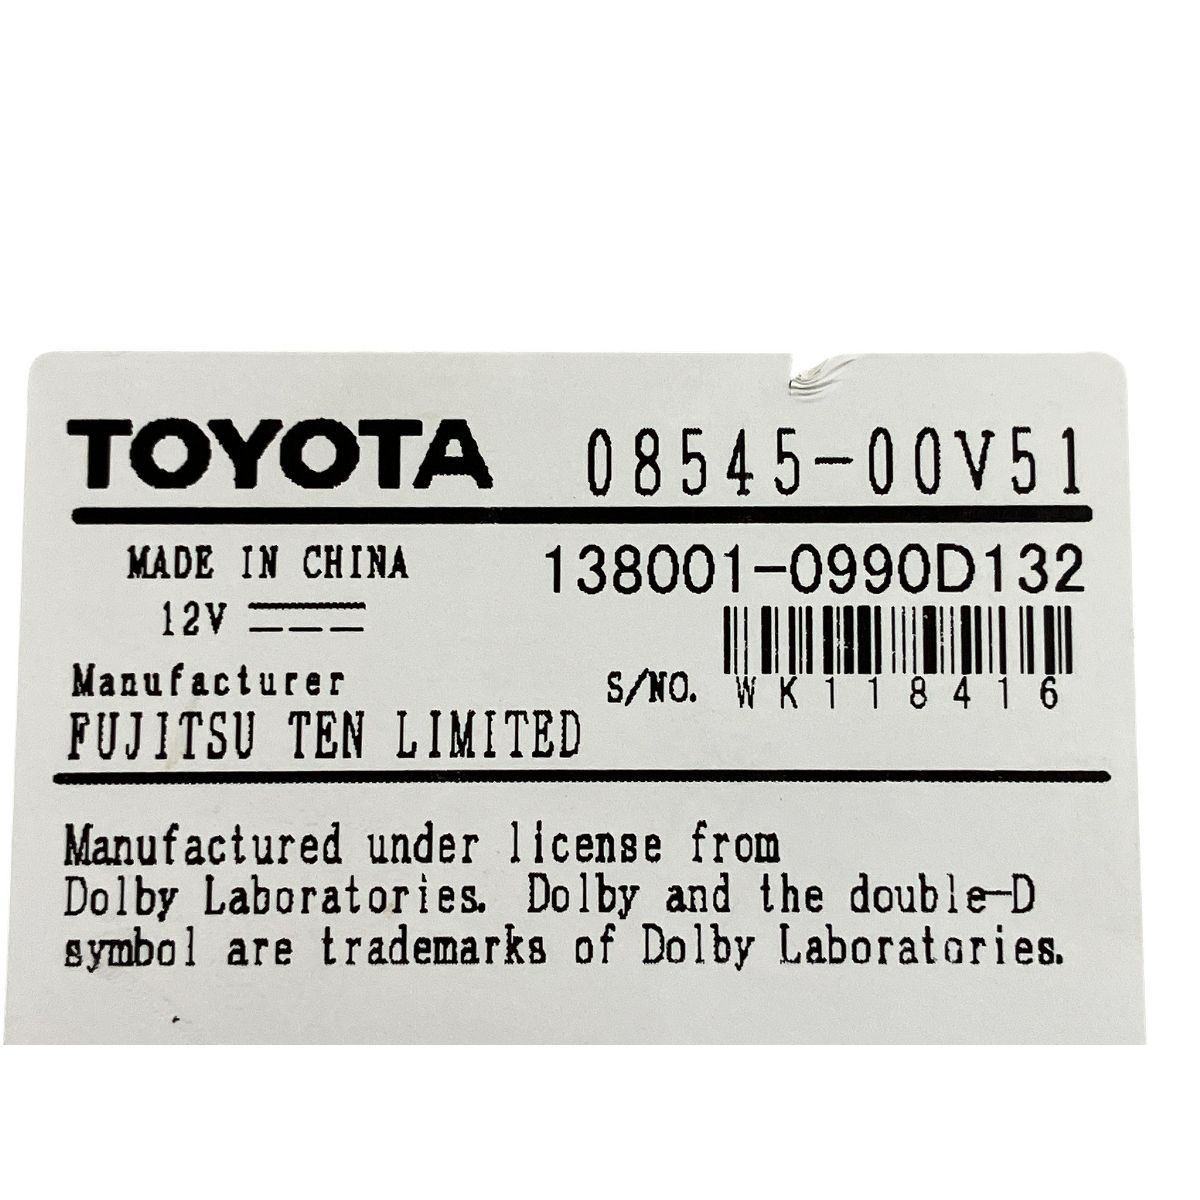 TOYOTA 08545-00V51
MADE IN CHINA 138001-0990D132
12V
Manufacturer S/NO. WK118416
FUJITSU TEN LIMITED
Manufactured under license from
Dolby Laboratories. Dolby and the double-D
symbol are trademarks of Dolby Laboratories.